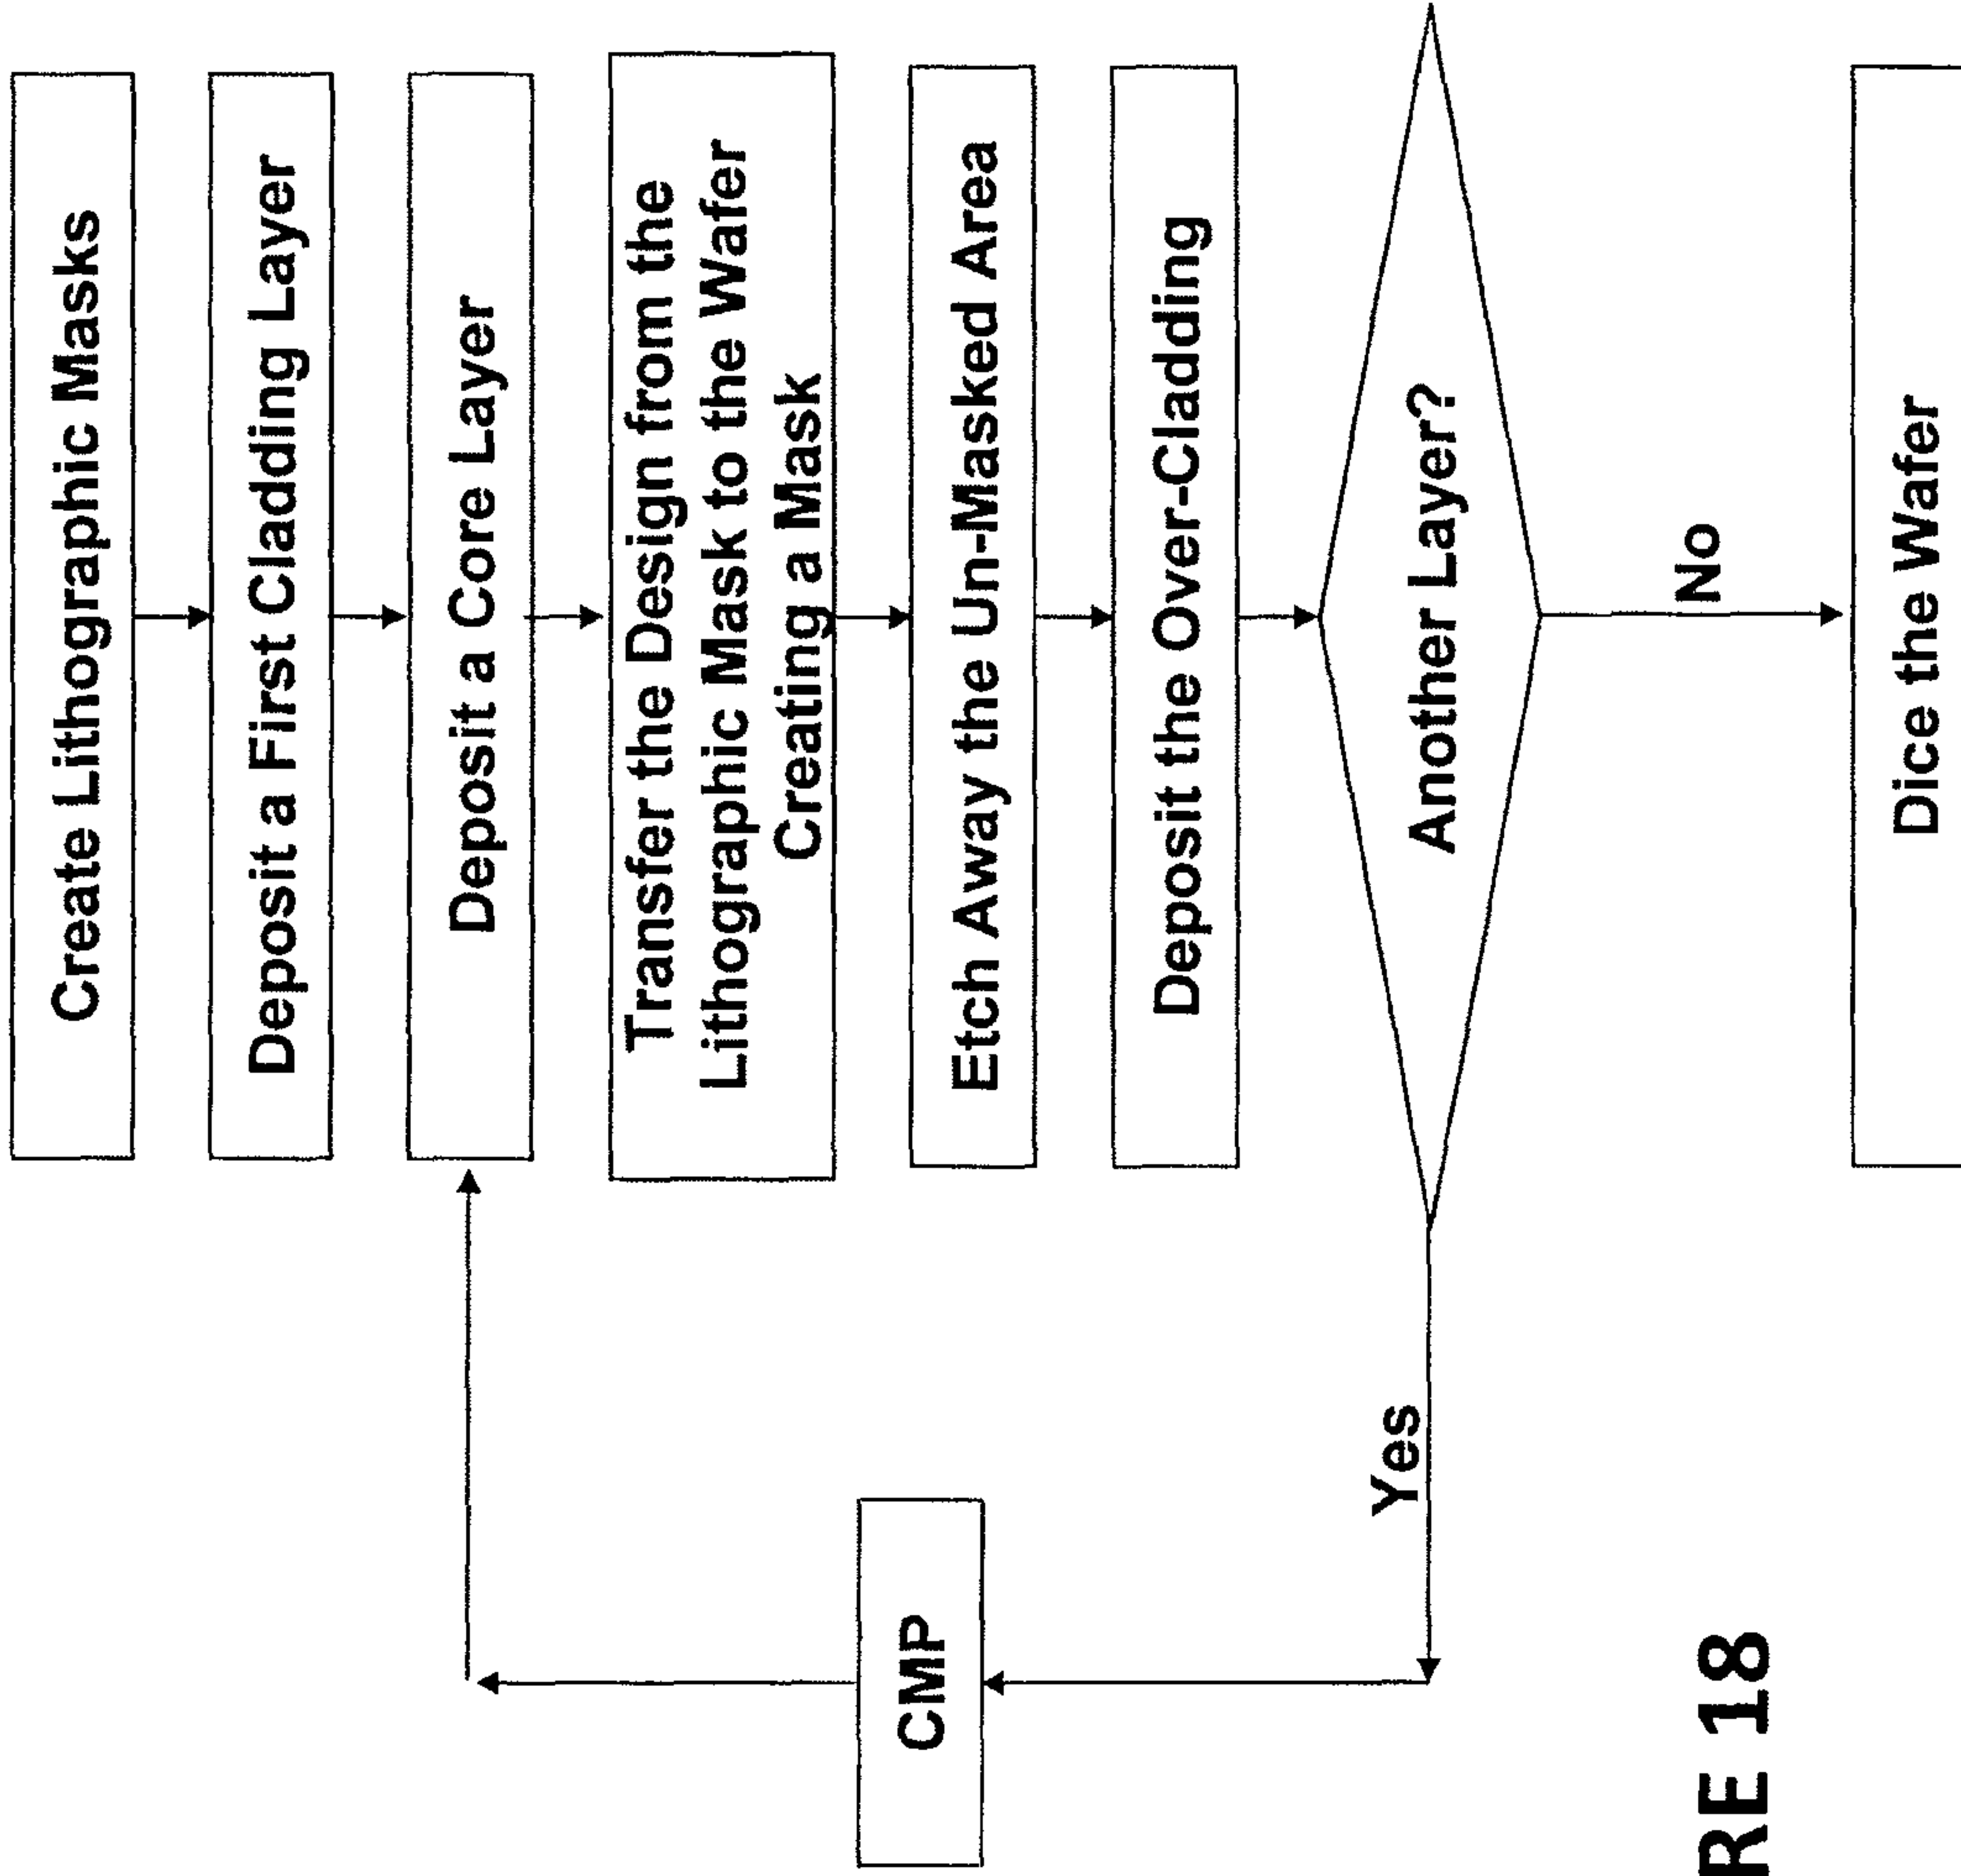 Create Lithographic Masks
Deposit a First Cladding Layer
Deposit a Core Layer
Transfer the Design from the
Lithographic Mask to the Wafer
Creating a Mask
Etch Away the Un-Masked Area
Deposit the Over-Cladding
Another Layer?
Yes
CMP
No
Dice the Wafer
RE 18